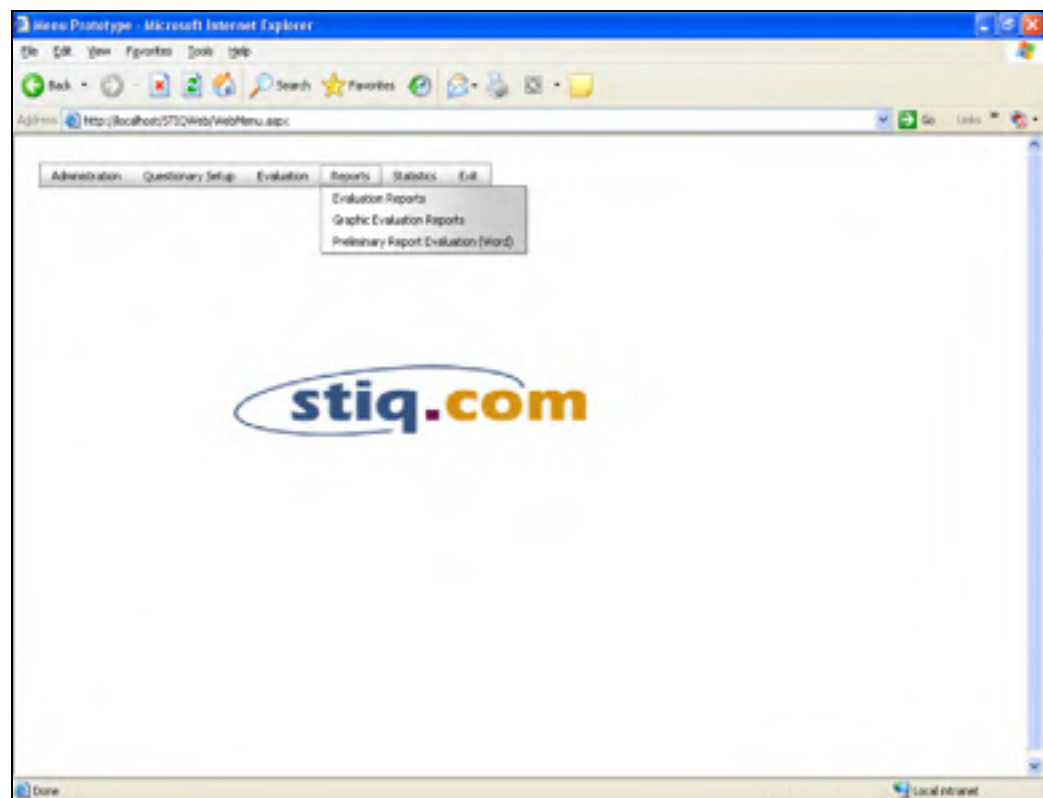 Menu Prototype - Microsoft Internet Explorer
File Edit View Favorites Tools Help
Back Search Favorites
Address http://localhost/STIQWeb/WebMenu.aspx Go Links
Administration Questionary Setup Evaluation Reports Statistics Exit
Evaluation Reports
Graphic Evaluation Reports
Preliminary Report Evaluation (Word)
stiq.com
Done Local intranet